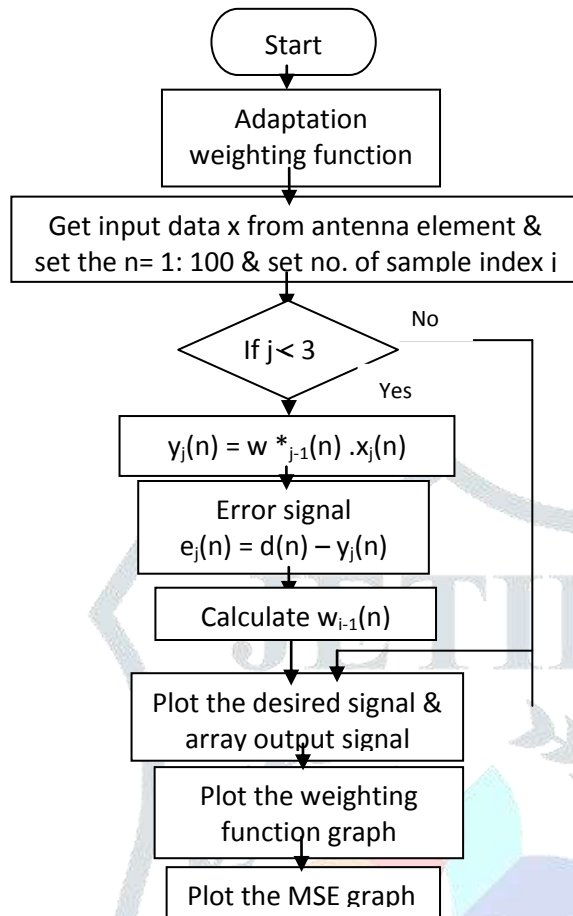 Start
Adaptation
weighting function
Get input data x from antenna element &
set the n= 1: 100 & set no. of sample index j
If j < 3
No
Yes
yj(n) = w *j-1(n) .xj(n)
Error signal
ej(n) = d(n) – yj(n)
Calculate wi-1(n)
JETIR
Plot the desired signal &
array output signal
Plot the weighting
function graph
Plot the MSE graph